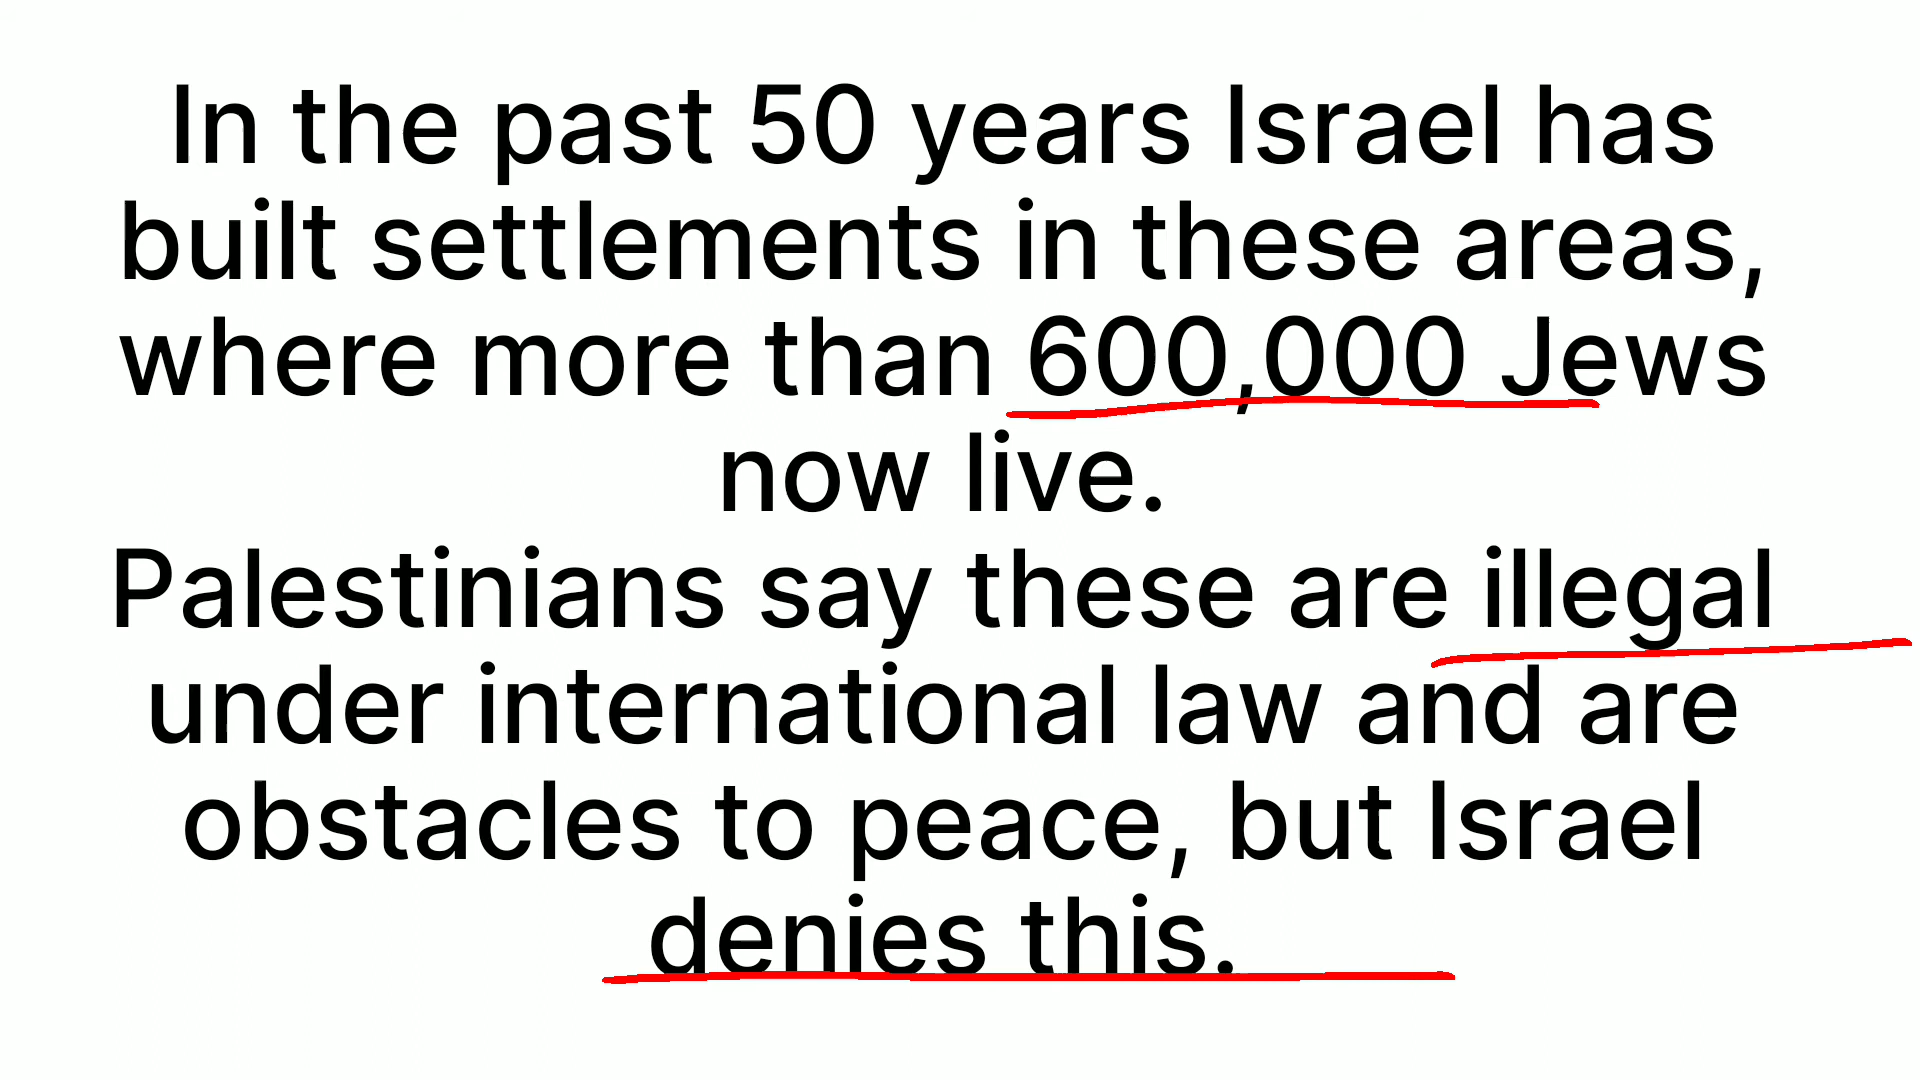 In the past 50 years Israel has
built settlements in these areas,
where more than 600,000 Jews
now live.
Palestinians say these are illegal
under international law and are
obstacles to peace, but Israel
denies this.